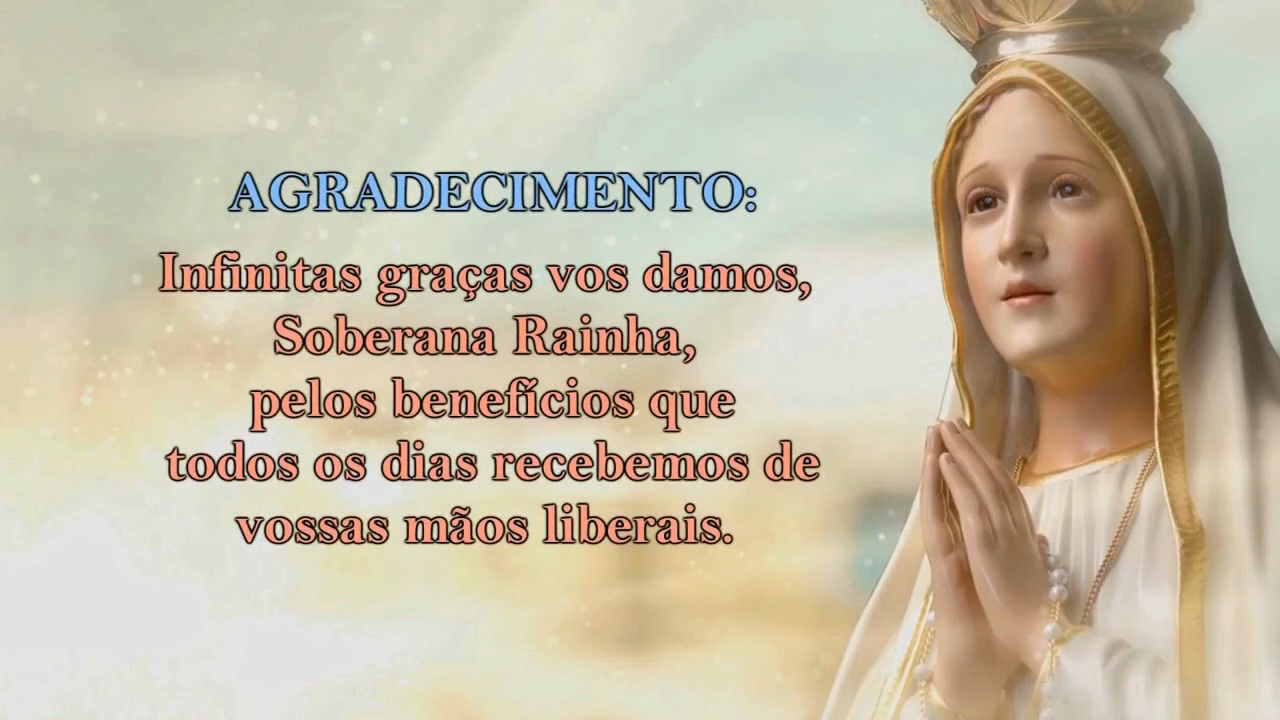 AGRADECIMENTO:
Infinitas graças vos damos,
Soberana Rainha,
pelos benefícios que
todos os dias recebemos de
vossas mãos liberais.